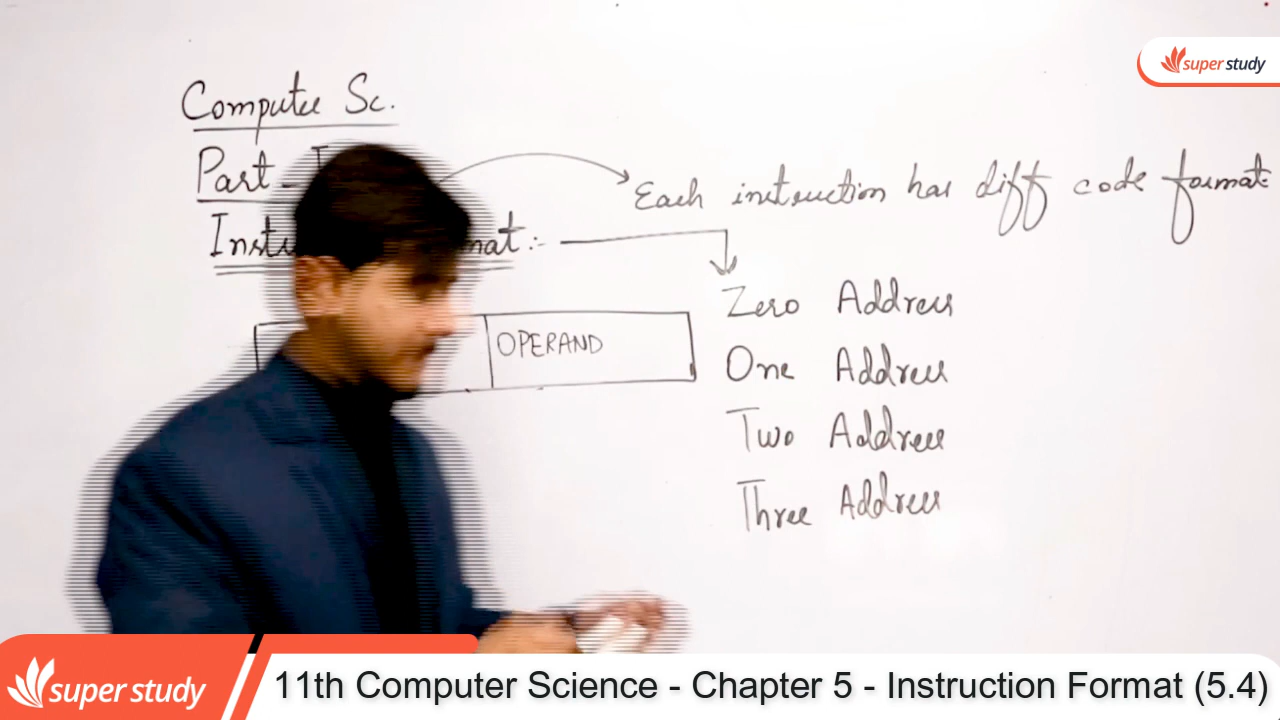 super study
Computer Sc.
Part - I
Each instruction has diff code format.
mat :-
Zero Address
OPERAND
One Address
Two Address
Three Address
super study
11th Computer Science - Chapter 5 - Instruction Format (5.4)